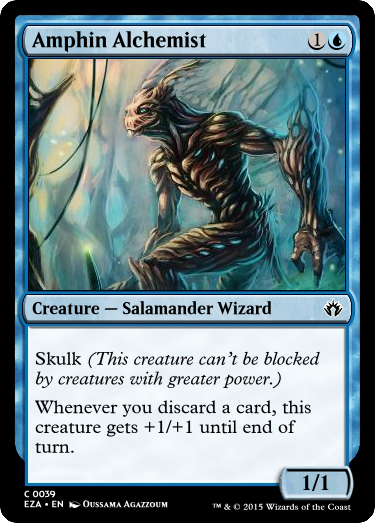 Amphin Alchemist 1
Creature — Salamander Wizard
Skulk (This creature can't be blocked
by creatures with greater power.)
Whenever you discard a card, this
creature gets +1/+1 until end of
turn.
1/1
C 0039
EZA • EN Oussama Agazzoum
™ & © 2015 Wizards of the Coast